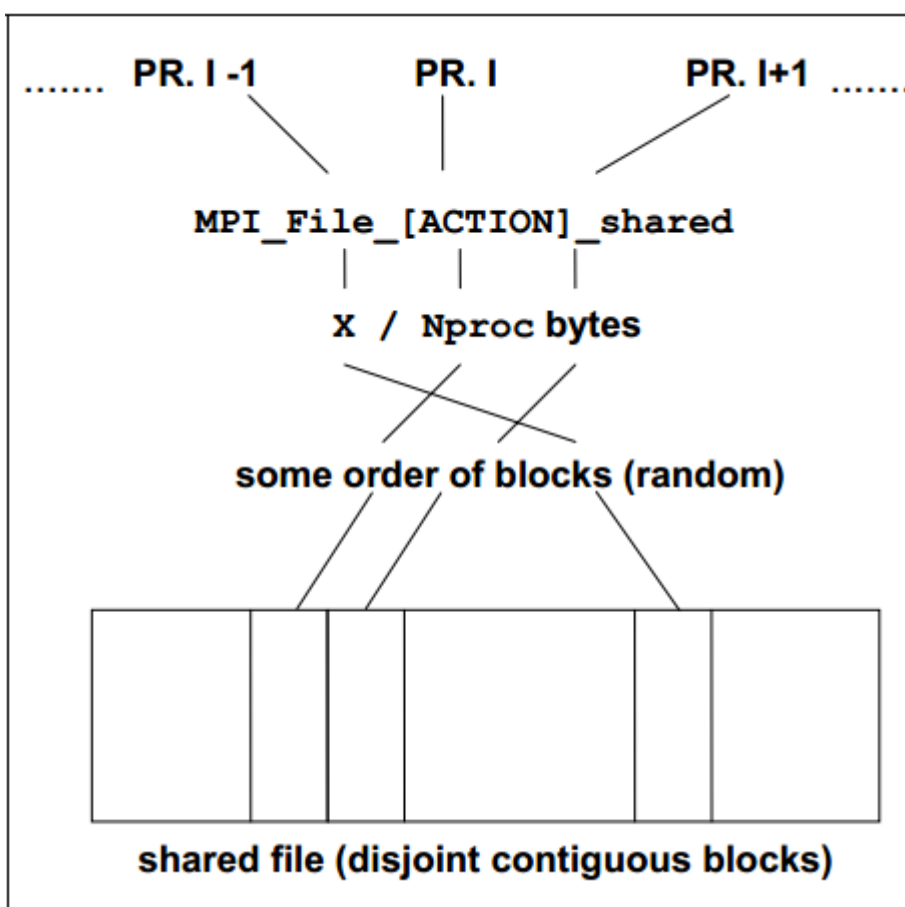 ....... PR. I -1 PR. I PR. I+1 .......
MPI_File_[ACTION]_shared
X / Nproc bytes
some order of blocks (random)
shared file (disjoint contiguous blocks)